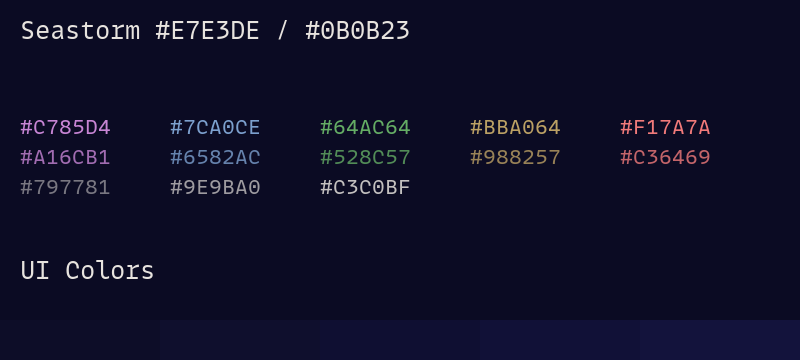 Seastorm #E7E3DE / #0B0B23
#C785D4 #7CA0CE #64AC64 #BBA064 #F17A7A
#A16CB1 #6582AC #528C57 #988257 #C36469
#797781 #9E9BA0 #C3C0BF
UI Colors